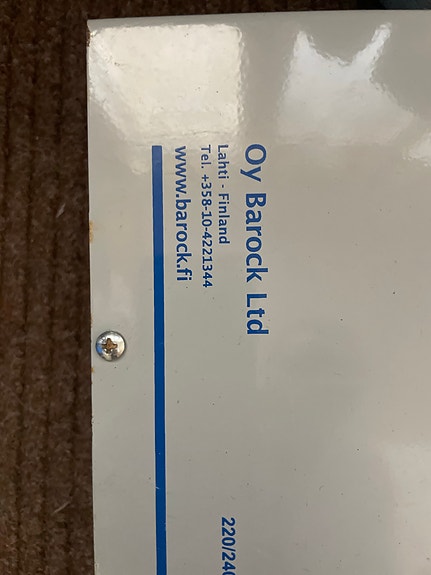 Oy Barock Ltd
Lahti - Finland
Tel. +358-10-4221344
www.barock.fi
220/240